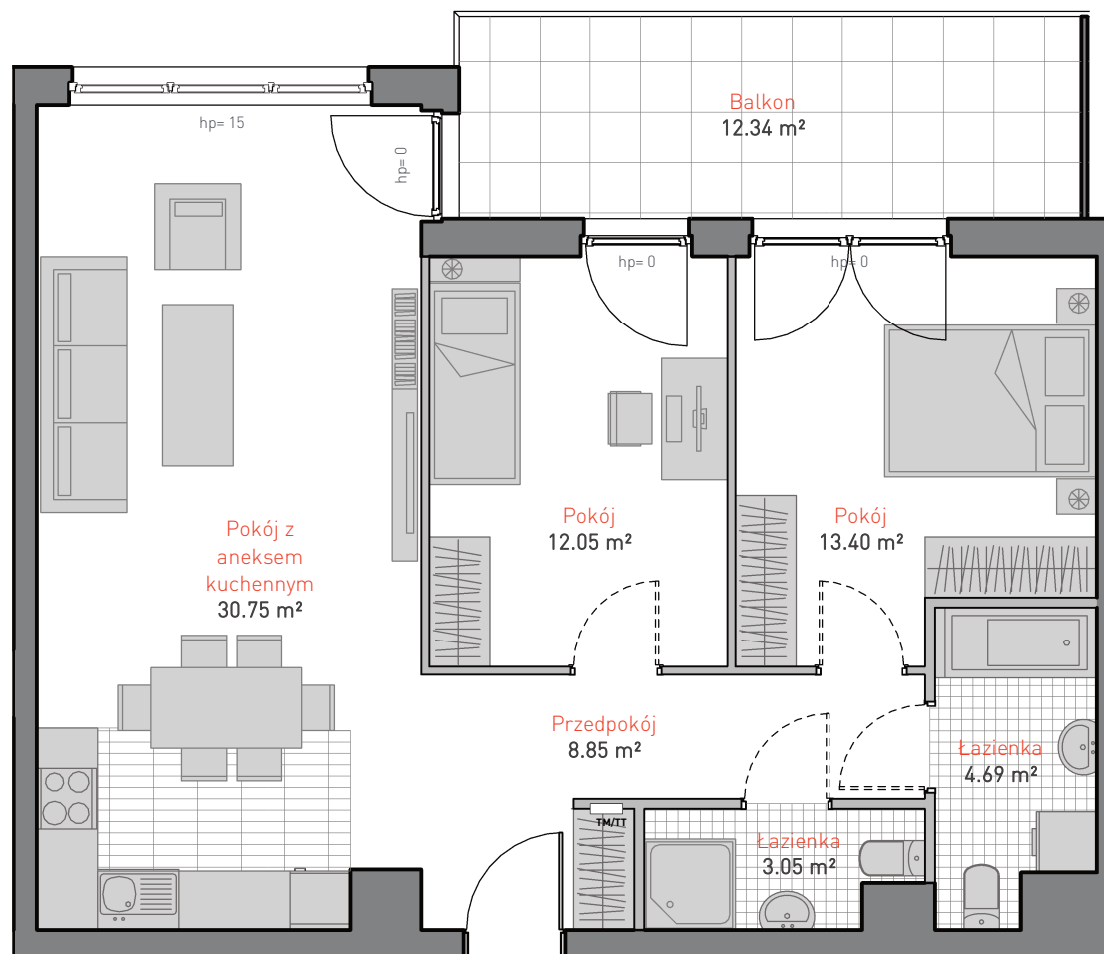 Balkon
12.34 m²
hp= 15
hp= 0
hp= 0
hp= 0
Pokój z
aneksem
kuchennym
30.75 m²
Pokój
12.05 m²
Pokój
13.40 m²
Przedpokój
8.85 m²
Łazienka
4.69 m²
TM/TT
Łazienka
3.05 m²